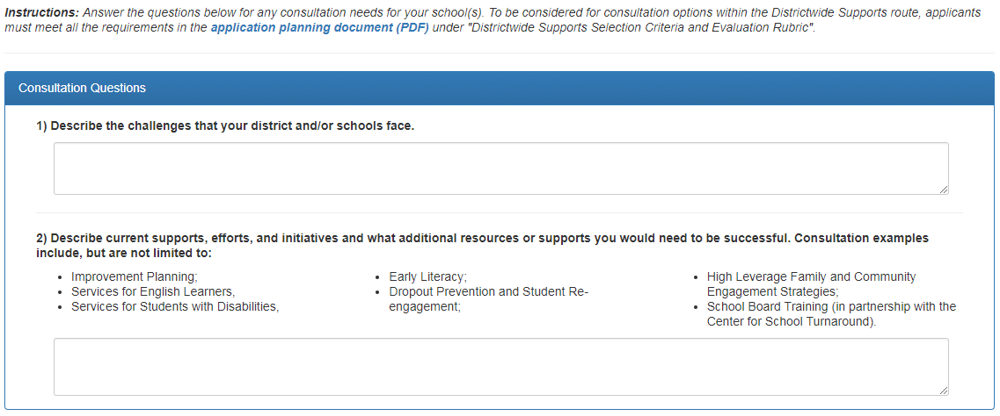 Instructions: Answer the questions below for any consultation needs for your school(s). To be considered for consultation options within the Districtwide Supports route, applicants
must meet all the requirements in the application planning document (PDF) under "Districtwide Supports Selection Criteria and Evaluation Rubric".
Consultation Questions
1) Describe the challenges that your district and/or schools face.
2) Describe current supports, efforts, and initiatives and what additional resources or supports you would need to be successful. Consultation examples
include, but are not limited to:
• Improvement Planning;
• Services for English Learners,
• Services for Students with Disabilities,
• Early Literacy;
• Dropout Prevention and Student Re-
engagement;
• High Leverage Family and Community
Engagement Strategies;
• School Board Training (in partnership with the
Center for School Turnaround).